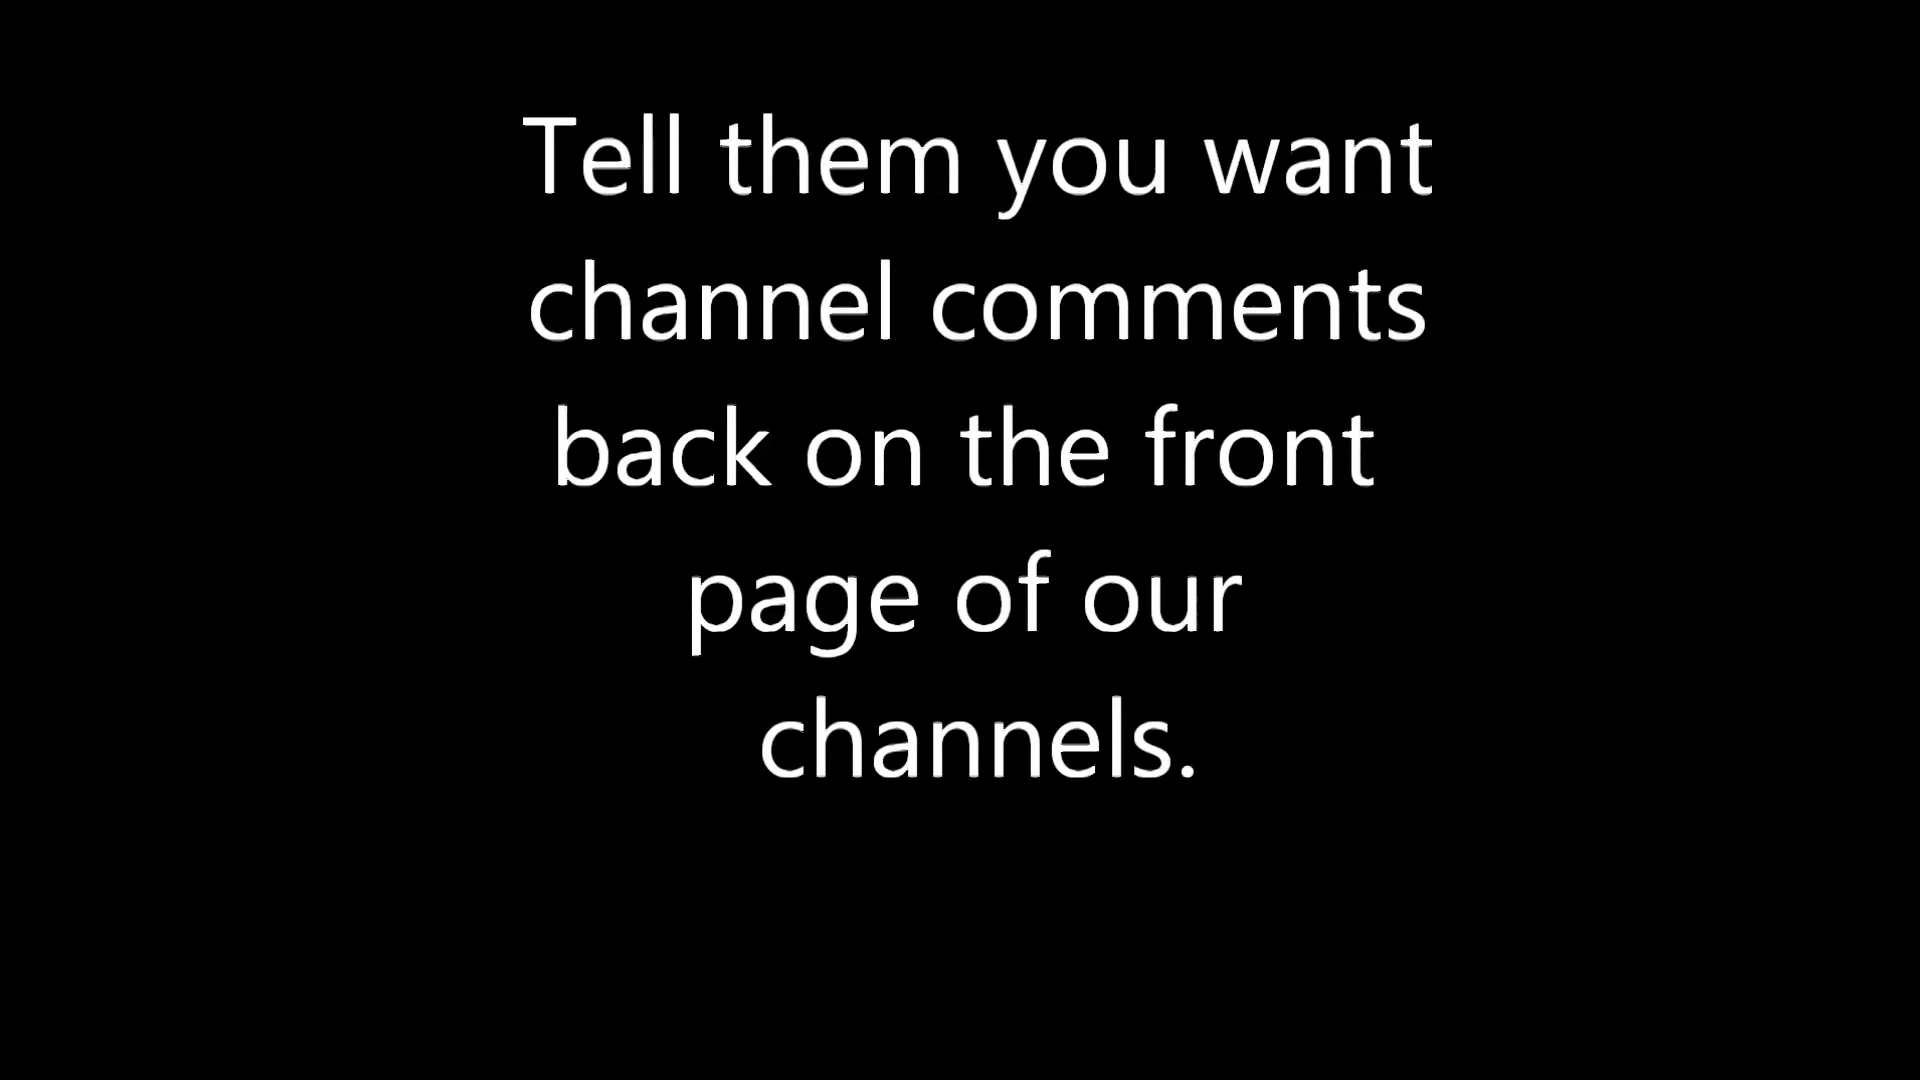 Tell them you want
channel comments
back on the front
page of our
channels.